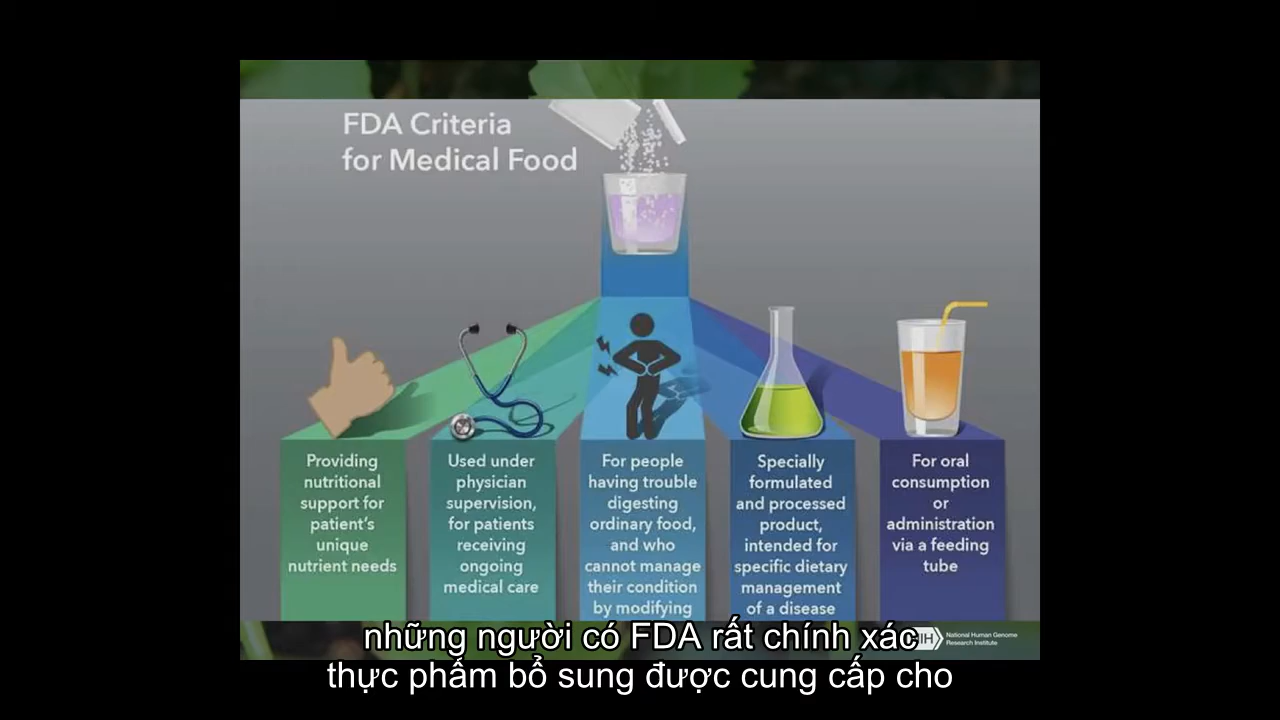 FDA Criteria
for Medical Food
Providing
nutritional
support for
patient's
unique
nutrient needs
Used under
physician
supervision,
for patients
receiving
ongoing
medical care
For people
having trouble
digesting
ordinary food,
and who
cannot manage
their condition
by modifying
Specially
formulated
and processed
product,
intended for
specific dietary
management
of a disease
For oral
consumption
or
administration
via a feeding
tube
National Human Genome
Research Institute
những người có FDA rất chính xác
thực phẩm bổ sung được cung cấp cho